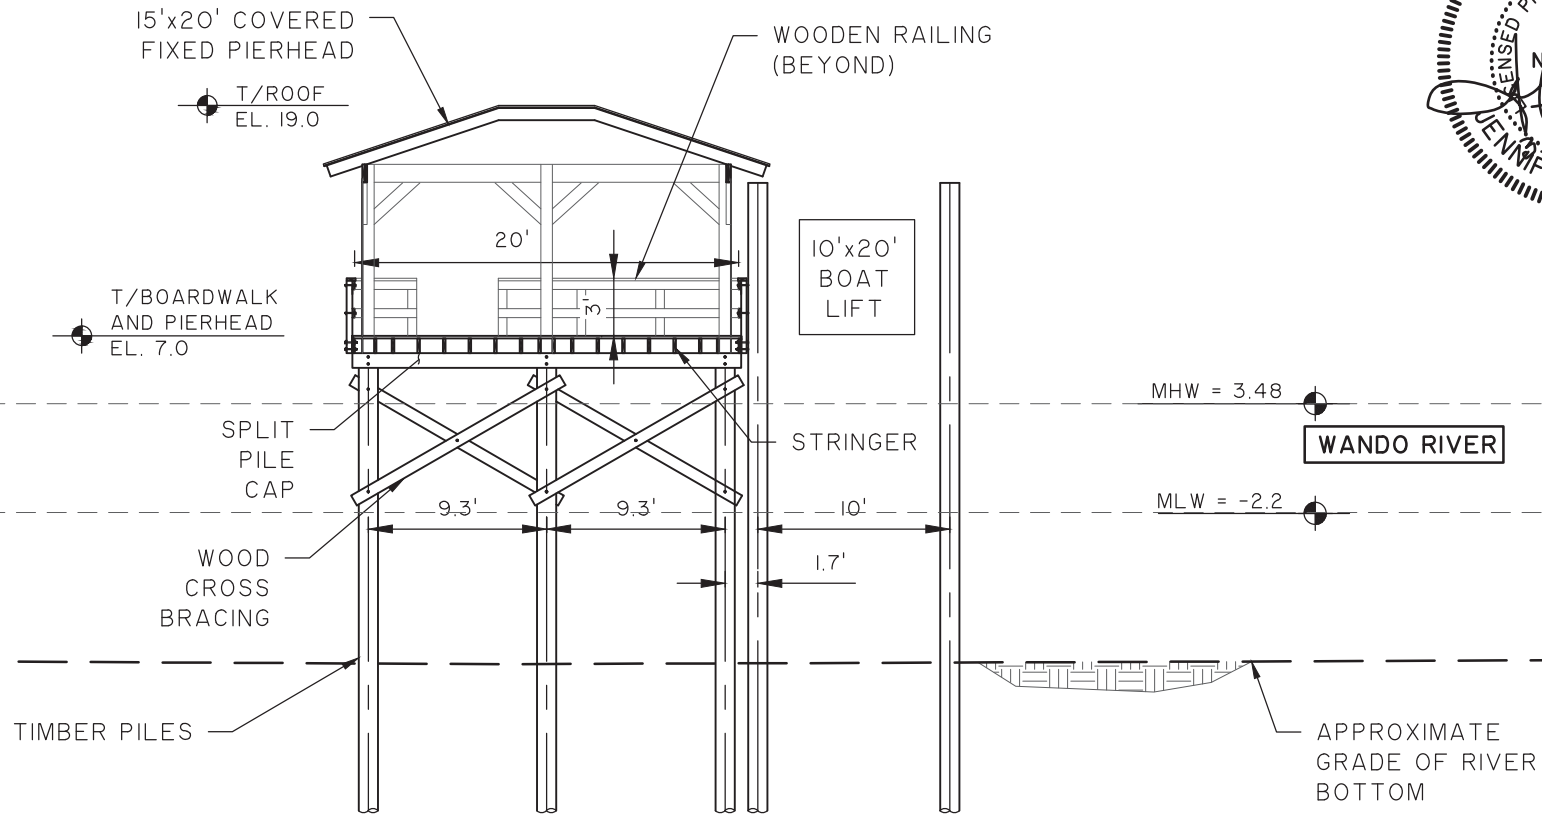 15'x20' COVERED
FIXED PIERHEAD
WOODEN RAILING
(BEYOND)
T/ROOF
EL. 19.0
20'
10'x20'
BOAT
LIFT
3'
T/BOARDWALK
AND PIERHEAD
EL. 7.0
MHW = 3.48
WANDO RIVER
SPLIT
PILE
CAP
STRINGER
MLW = -2.2
9.3'
9.3'
10'
WOOD
CROSS
BRACING
1.7'
TIMBER PILES
APPROXIMATE
GRADE OF RIVER
BOTTOM